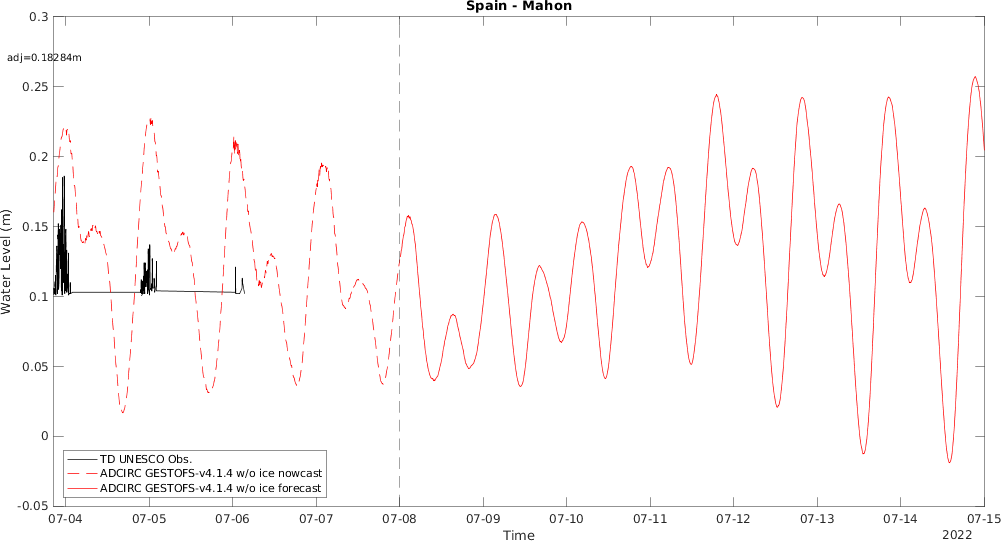 Spain - Mahon
adj=0.18284m
Water Level (m)
0.3
0.25
0.2
0.15
0.1
0.05
0
-0.05
TD UNESCO Obs.
ADCIRC GESTOFS-v4.1.4 w/o ice nowcast
ADCIRC GESTOFS-v4.1.4 w/o ice forecast
07-04 07-05 07-06 07-07 07-08 07-09 07-10 07-11 07-12 07-13 07-14 07-15
Time
2022